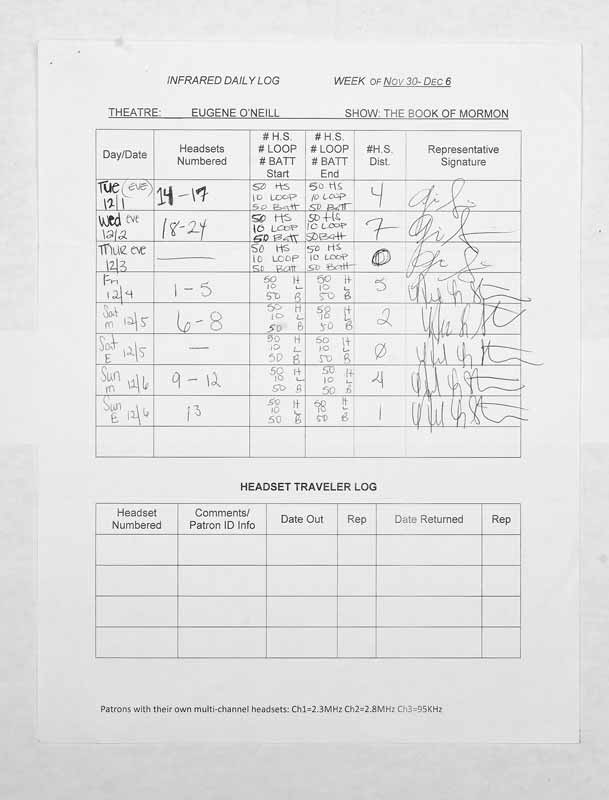 INFRARED DAILY LOG WEEK OF NOV 30- DEC 6
THEATRE: EUGENE O'NEILL SHOW: THE BOOK OF MORMON
Day/Date
Headsets Numbered
# H.S.
# LOOP
# BATT
Start
# H.S.
# LOOP
# BATT
End
#H.S.
Dist.
Representative
Signature
Tue (eve)
12/1
14-17
50 HS
10 LOOP
50 Batt
50 HS
10 LOOP
50 Batt
4
Wed eve
12/2
18-24
50 HS
10 LOOP
50 Batt
50 HS
10 LOOP
50 Batt
7
Thur eve
12/3
—
50 HS
10 LOOP
50 Batt
50 HS
10 LOOP
50 Batt
0
Fri
12/4
1-5
50 H
10 L
50 B
50 H
10 L
50 B
5
Sat
m 12/5
6-8
50 H
10 L
50 B
50 H
10 L
50 B
2
Sat
E 12/5
—
50 H
10 L
50 B
50 H
10 L
50 B
0
Sun
m 12/6
9-12
50 H
10 L
50 B
50 H
10 L
50 B
4
Sun
E 12/6
13
50 H
10 L
50 B
50 H
10 L
50 B
1
HEADSET TRAVELER LOG
Headset
Numbered
Comments/
Patron ID Info
Date Out
Rep
Date Returned
Rep
Patrons with their own multi-channel headsets: Ch1=2.3MHz Ch2=2.8MHz Ch3=95KHz